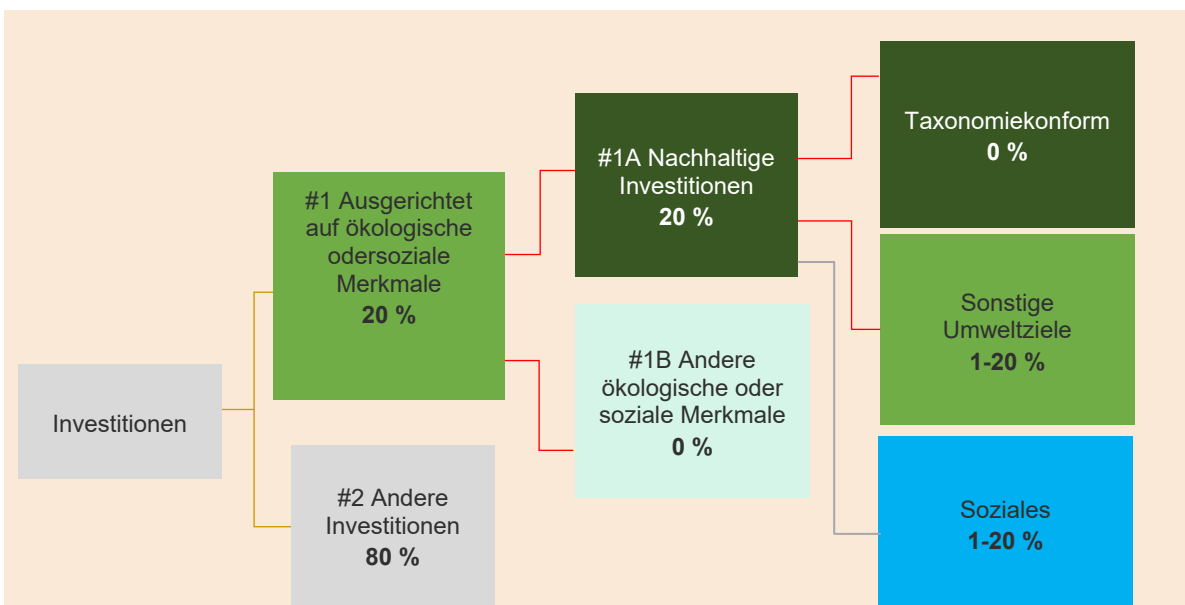 Investitionen
#1 Ausgerichtet
auf ökologische
odersoziale
Merkmale
20 %
#2 Andere
Investitionen
80 %
#1A Nachhaltige
Investitionen
20 %
#1B Andere
ökologische oder
soziale Merkmale
0 %
Taxonomiekonform
0 %
Sonstige
Umweltziele
1-20 %
Soziales
1-20 %